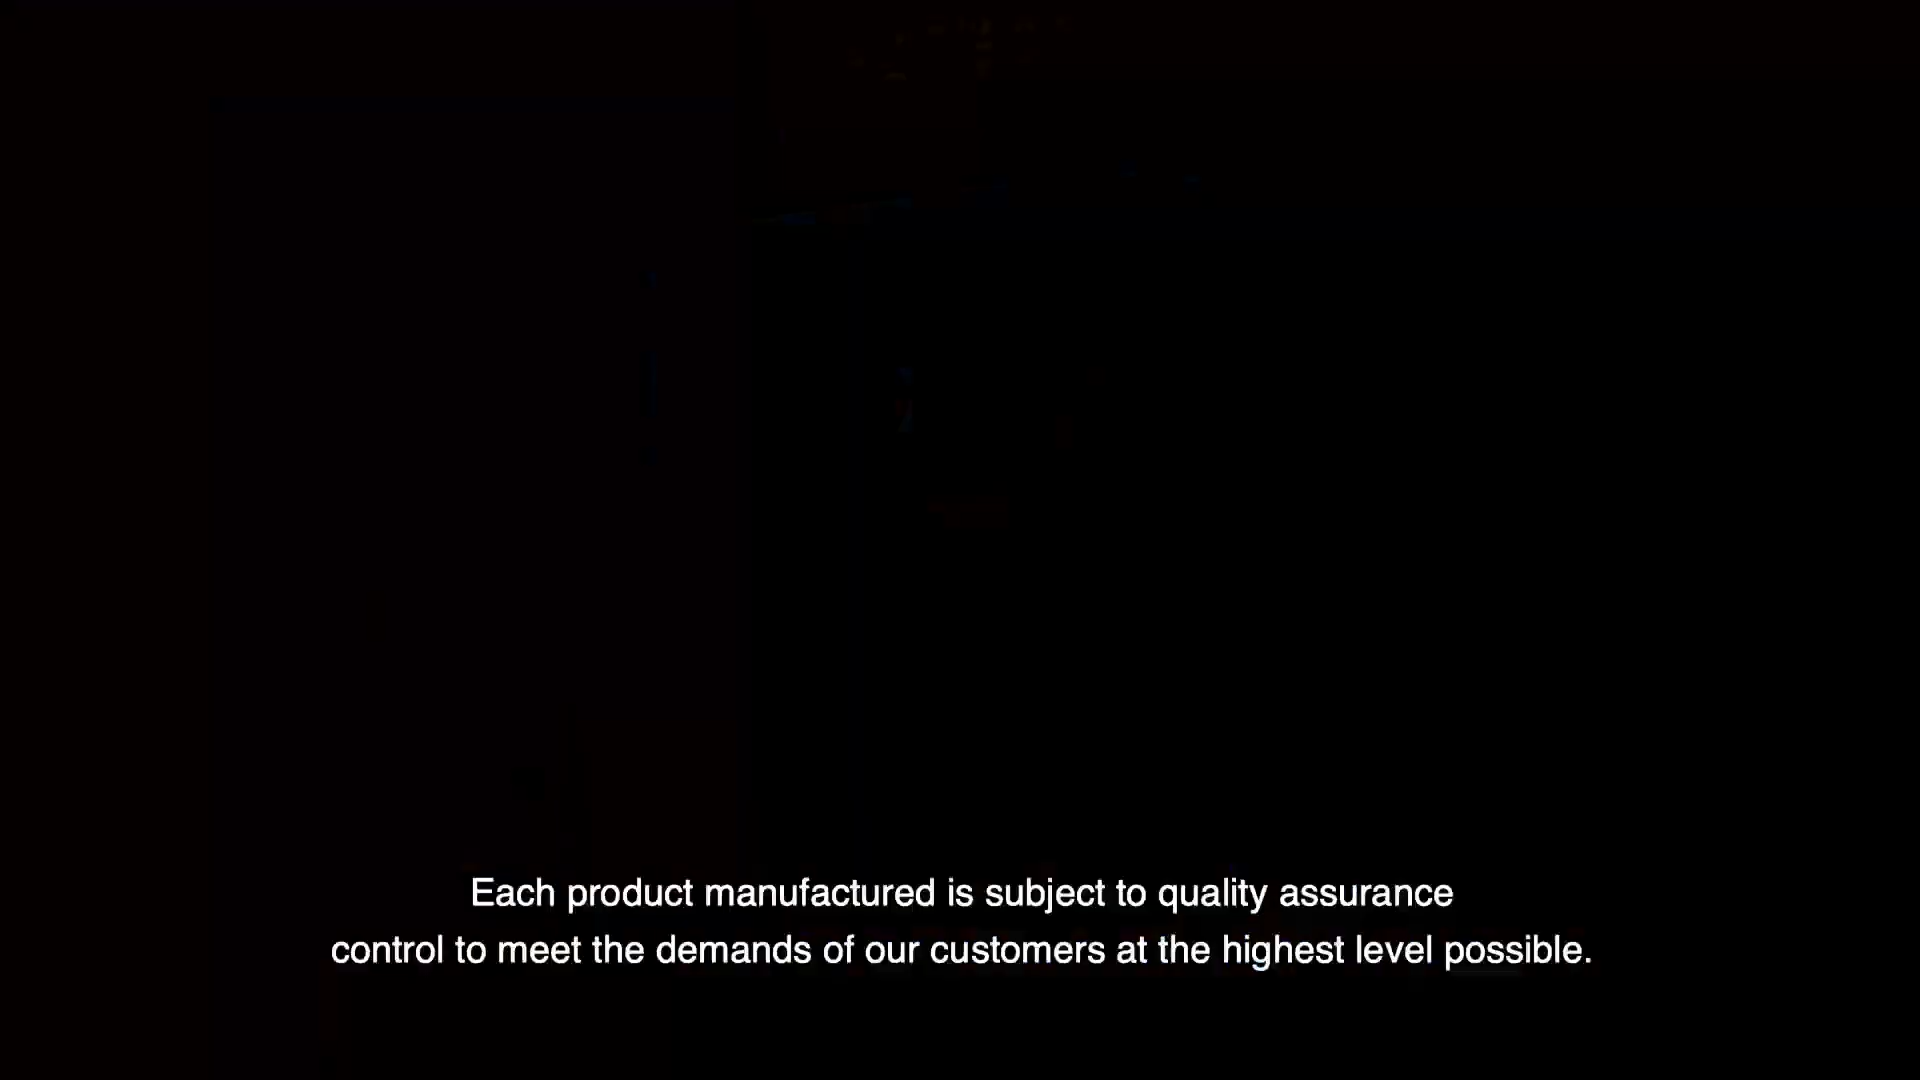 Each product manufactured is subject to quality assurance
control to meet the demands of our customers at the highest level possible.